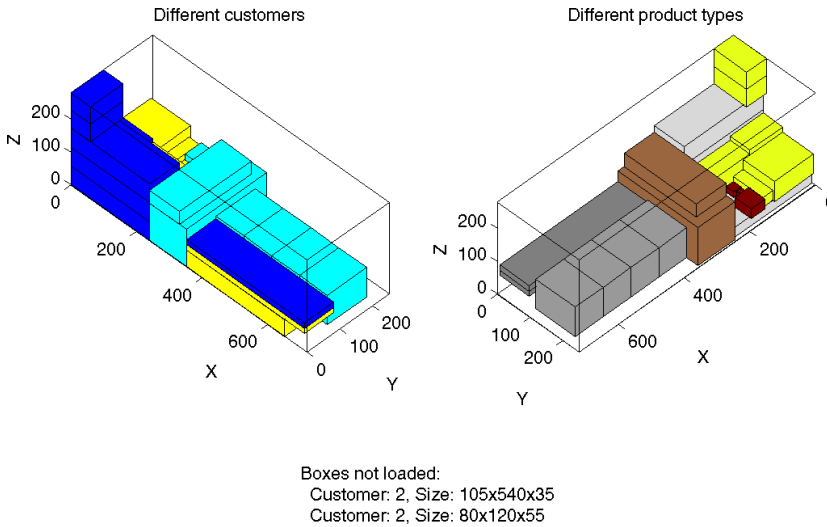 Different customers
Different product types
200
100
0
Z
0
200
400
600
X
0
100
200
Y
200
100
0
Z
0
100
200
Y
600
400
200
0
X
Boxes not loaded:
Customer: 2, Size: 105x540x35
Customer: 2, Size: 80x120x55